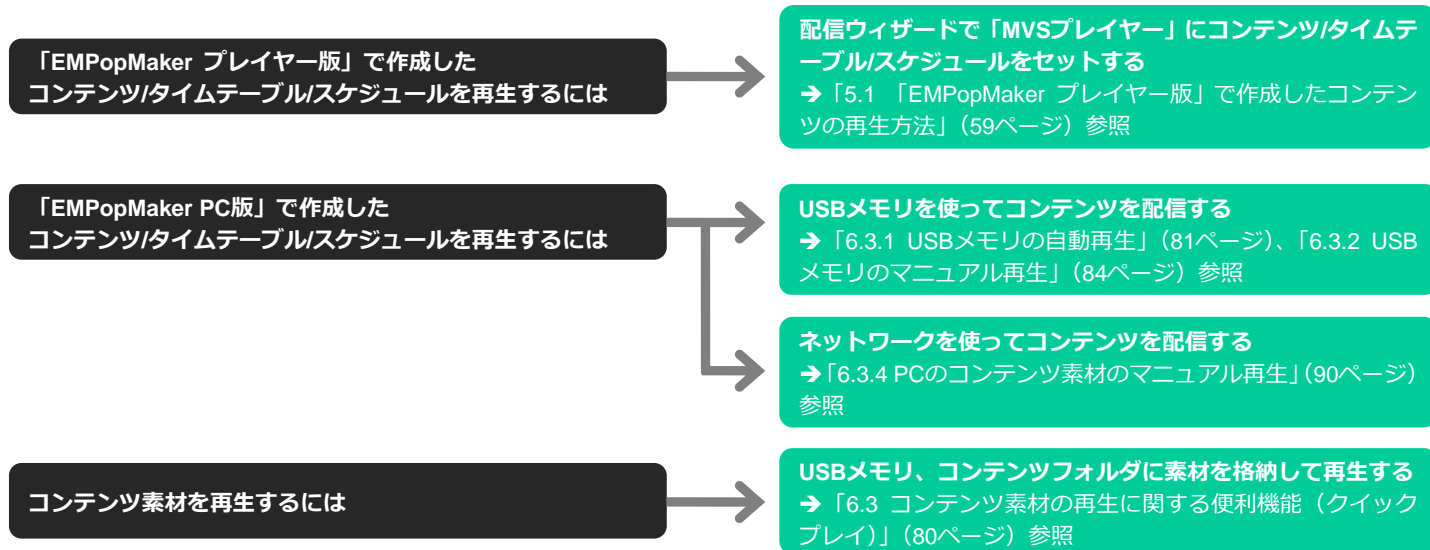 「EMPopMaker プレイヤー版」で作成した
コンテンツ/タイムテーブル/スケジュールを再生するには
配信ウィザードで「MVSプレイヤー」にコンテンツ/タイムテ
ーブル/スケジュールをセットする
➔「5.1 「EMPopMaker プレイヤー版」で作成したコンテン
ツの再生方法」（59ページ）参照
「EMPopMaker PC版」で作成した
コンテンツ/タイムテーブル/スケジュールを再生するには
USBメモリを使ってコンテンツを配信する
➔「6.3.1 USBメモリの自動再生」（81ページ）、「6.3.2 USB
メモリのマニュアル再生」（84ページ）参照
ネットワークを使ってコンテンツを配信する
➔「6.3.4 PCのコンテンツ素材のマニュアル再生」（90ページ）
参照
コンテンツ素材を再生するには
USBメモリ、コンテンツフォルダに素材を格納して再生する
➔「6.3 コンテンツ素材の再生に関する便利機能（クイック
プレイ）」（80ページ）参照